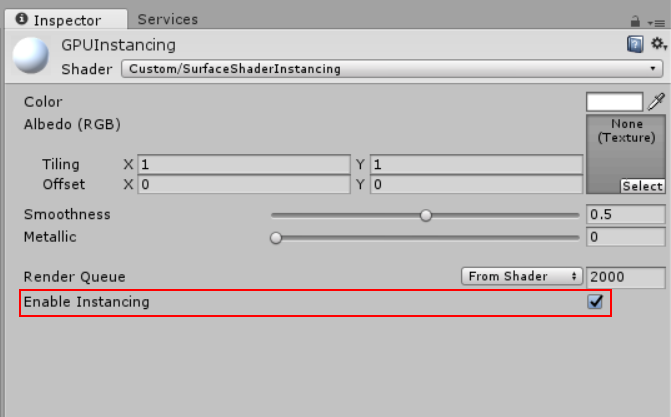 Inspector Services
GPUInstancing
Shader Custom/SurfaceShaderInstancing
Color
Albedo (RGB)
None
(Texture)
Tiling X 1 Y 1
Offset X 0 Y 0
Select
Smoothness 0.5
Metallic 0
Render Queue From Shader 2000
Enable Instancing